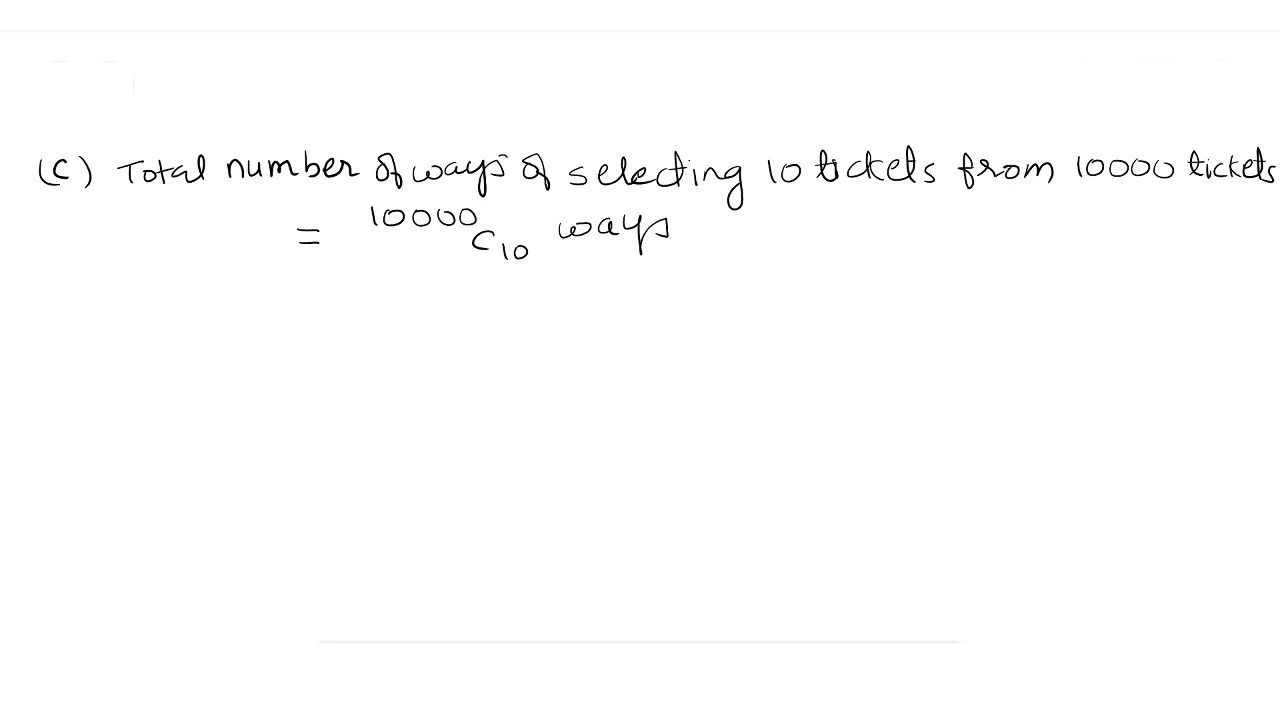 (C) Total number of ways of selecting 10 tickets from 10000 tickets
= ¹⁰⁰⁰⁰C₁₀ ways